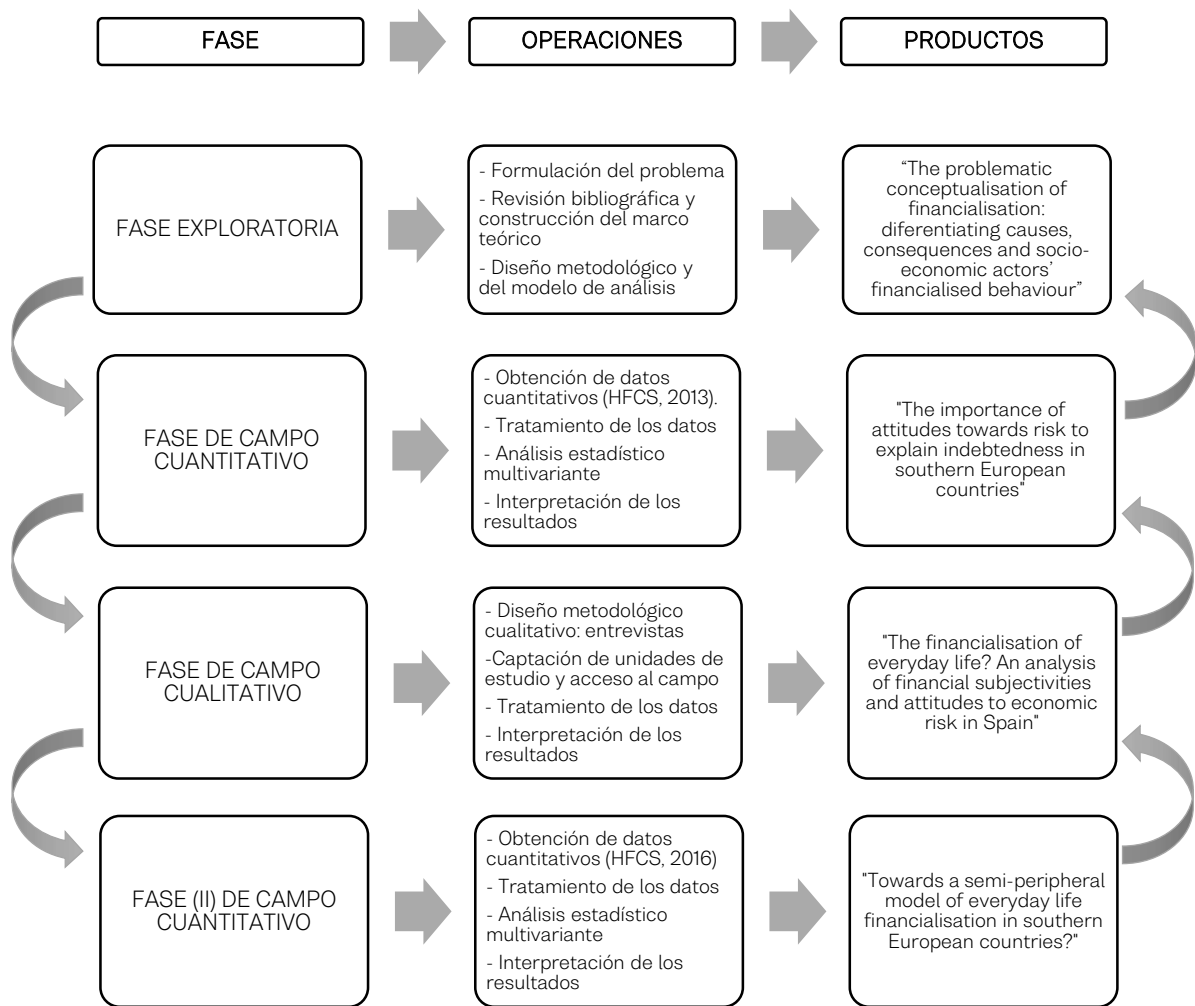 FASE
OPERACIONES
PRODUCTOS
FASE EXPLORATORIA
- Formulación del problema
- Revisión bibliográfica y
construcción del marco
teórico
- Diseño metodológico y
del modelo de análisis
“The problematic
conceptualisation of
financialisation:
diferentiating causes,
consequences and socio-
economic actors’
financialised behaviour”
FASE DE CAMPO
CUANTITATIVO
- Obtención de datos
cuantitativos (HFCS, 2013).
- Tratamiento de los datos
- Análisis estadístico
multivariante
- Interpretación de los
resultados
"The importance of
attitudes towards risk to
explain indebtedness in
southern European
countries"
FASE DE CAMPO
CUALITATIVO
- Diseño metodológico
cualitativo: entrevistas
-Captación de unidades de
estudio y acceso al campo
- Tratamiento de los datos
- Interpretación de los
resultados
"The financialisation of
everyday life? An analysis
of financial subjectivities
and attitudes to economic
risk in Spain"
FASE (II) DE CAMPO
CUANTITATIVO
- Obtención de datos
cuantitativos (HFCS, 2016)
- Tratamiento de los datos
- Análisis estadístico
multivariante
- Interpretación de los
resultados
"Towards a semi-peripheral
model of everyday life
financialisation in southern
European countries?"